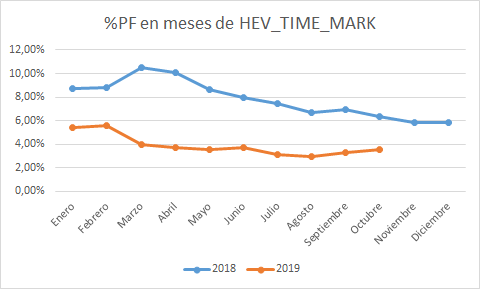 %PF en meses de HEV_TIME_MARK
12,00%
10,00%
8,00%
6,00%
4,00%
2,00%
0,00%
Enero
Febrero
Marzo
Abril
Mayo
Junio
Julio
Agosto
Septiembre
Octubre
Noviembre
Diciembre
2018 2019